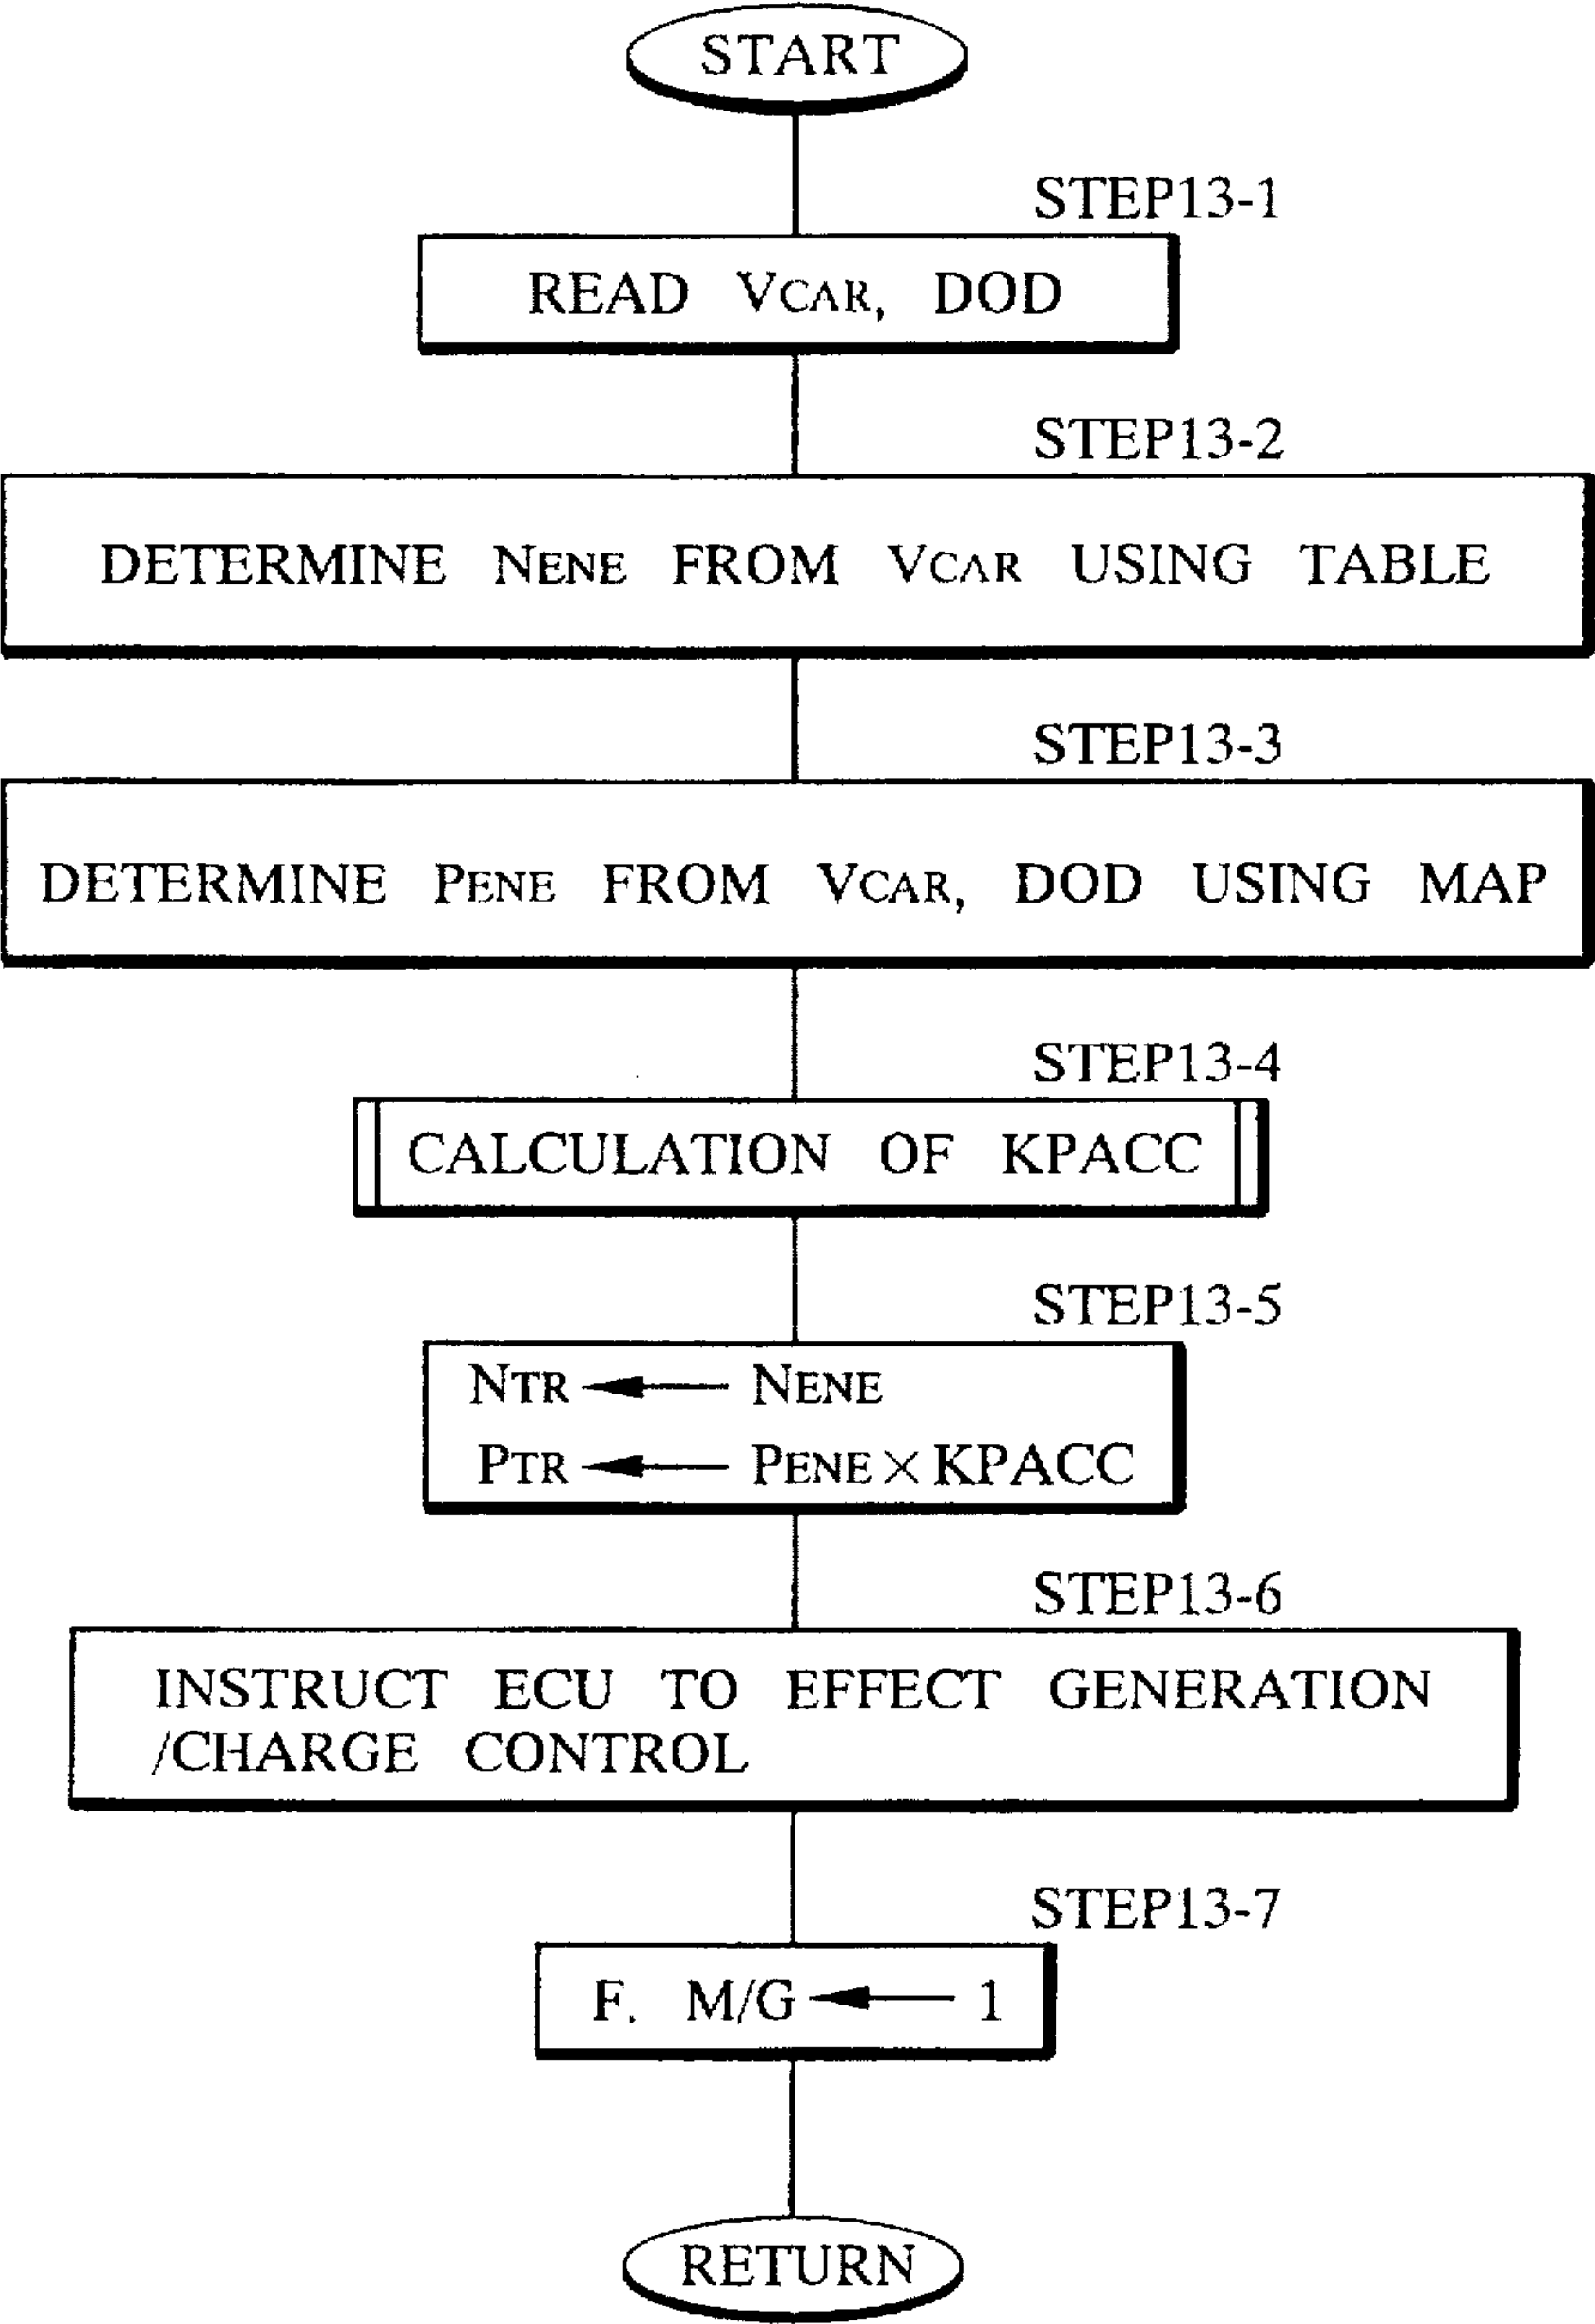 START
STEP13-1
READ VCAR, DOD
STEP13-2
DETERMINE NENE FROM VCAR USING TABLE
STEP13-3
DETERMINE PENE FROM VCAR, DOD USING MAP
STEP13-4
CALCULATION OF KPACC
STEP13-5
NTR ← NENE
PTR ← PENE × KPACC
STEP13-6
INSTRUCT ECU TO EFFECT GENERATION
/CHARGE CONTROL
STEP13-7
F. M/G ← 1
RETURN